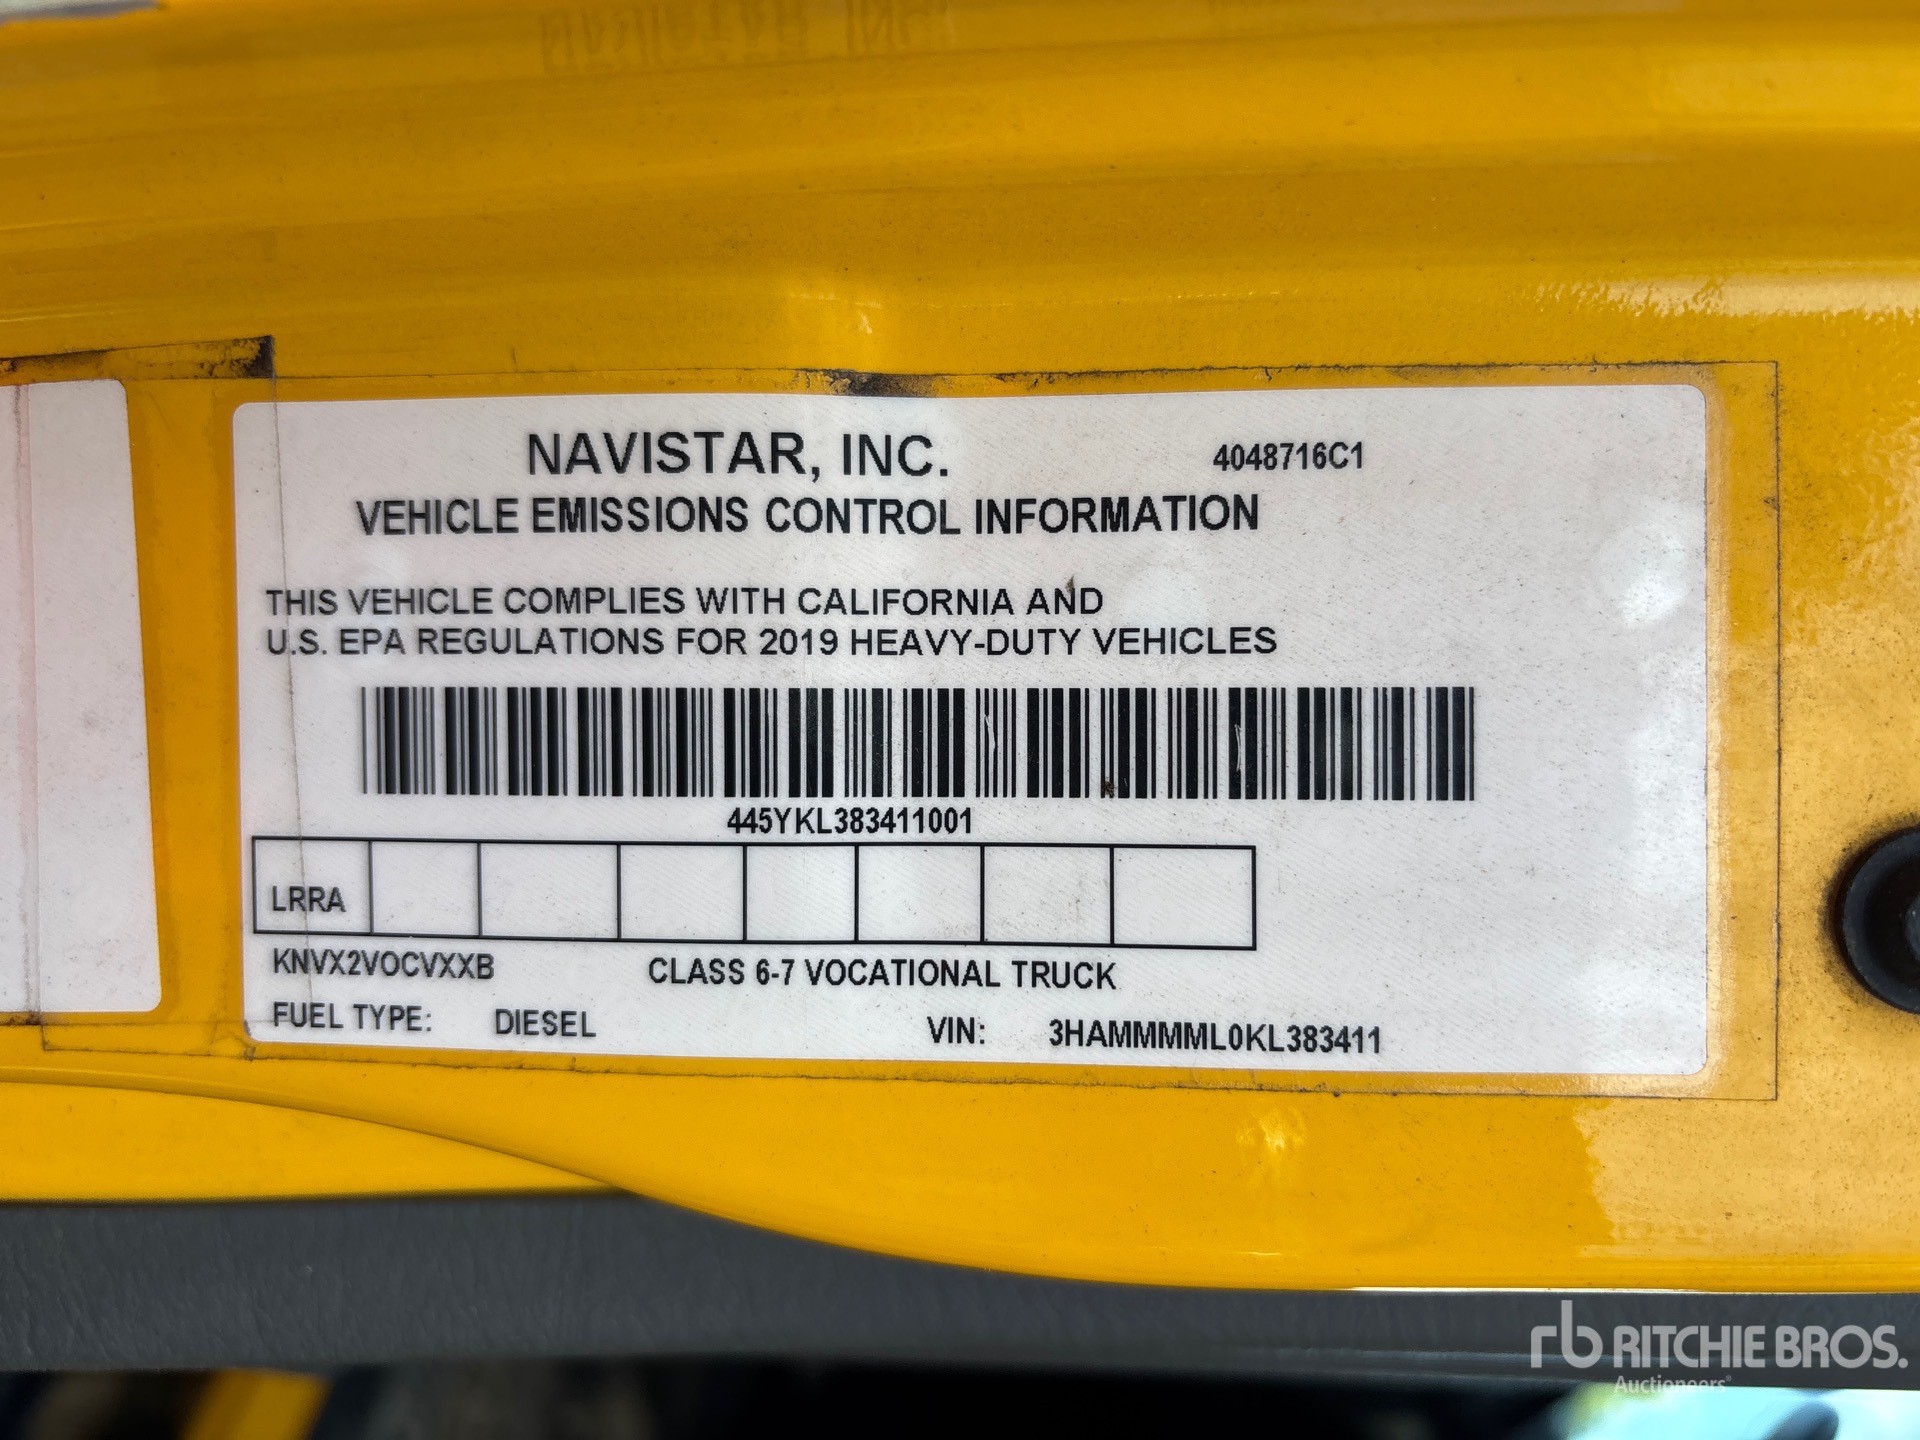 NAVISTAR, INC. 4048716C1
VEHICLE EMISSIONS CONTROL INFORMATION
THIS VEHICLE COMPLIES WITH CALIFORNIA AND
U.S. EPA REGULATIONS FOR 2019 HEAVY-DUTY VEHICLES
445YKL383411001
LRRA
KNVX2VOCVXXB CLASS 6-7 VOCATIONAL TRUCK
FUEL TYPE: DIESEL VIN: 3HAMMMML0KL383411
rb RITCHIE BROS.
Auctioneers®